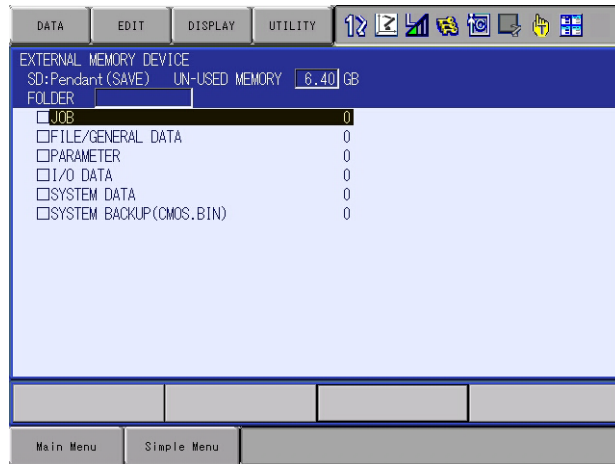 DATA EDIT DISPLAY UTILITY 12
EXTERNAL MEMORY DEVICE
SD:Pendant(SAVE) UN-USED MEMORY 6.40 GB
FOLDER
JOB 0
FILE/GENERAL DATA 0
PARAMETER 0
I/O DATA 0
SYSTEM DATA 0
SYSTEM BACKUP(CMOS.BIN) 0
Main Menu Simple Menu